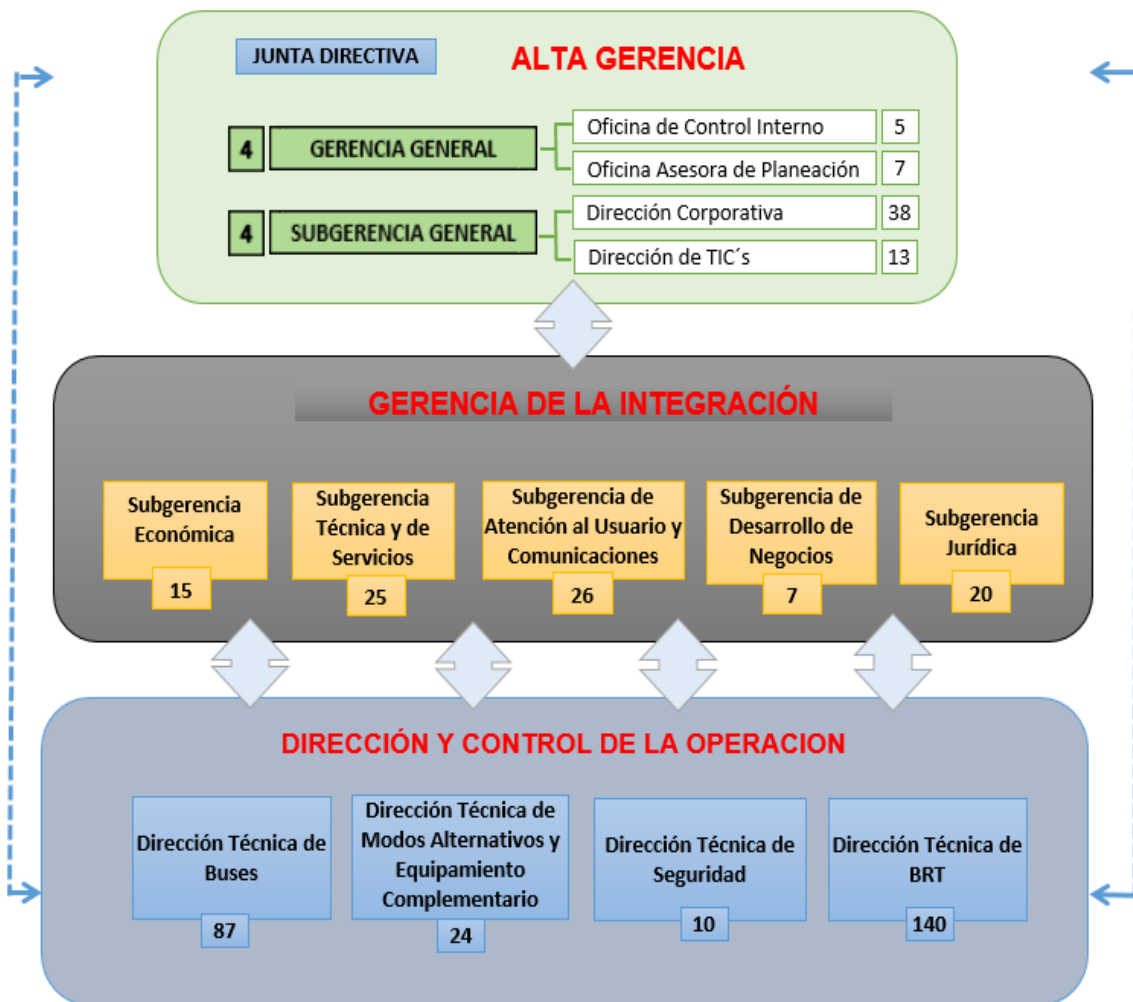 JUNTA DIRECTIVA
ALTA GERENCIA
4
GERENCIA GENERAL
Oficina de Control Interno
5
Oficina Asesora de Planeación
7
4
SUBGERENCIA GENERAL
Dirección Corporativa
38
Dirección de TIC´s
13
GERENCIA DE LA INTEGRACIÓN
Subgerencia
Económica
15
Subgerencia
Técnica y de
Servicios
25
Subgerencia de
Atención al Usuario y
Comunicaciones
26
Subgerencia de
Desarrollo de
Negocios
7
Subgerencia
Jurídica
20
DIRECCIÓN Y CONTROL DE LA OPERACION
Dirección Técnica de
Buses
87
Dirección Técnica de
Modos Alternativos y
Equipamiento
Complementario
24
Dirección Técnica de
Seguridad
10
Dirección Técnica de
BRT
140